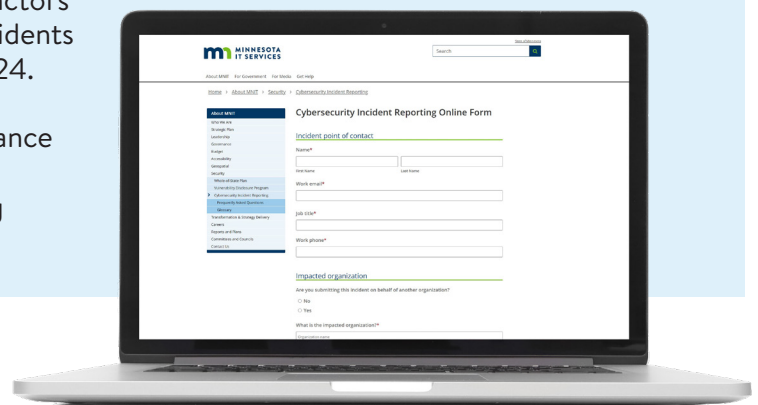 ctors
idents
24.
ance
g
MINNESOTA
IT SERVICES
Search
About MNIT For Government For Media Get Help
Home > About MNIT > Security > Cybersecurity Incident Reporting
About MNIT
Who We Are
Strategic Plan
Leadership
Governance
Budget
Accessibility
Geospatial
Security
Whole-of-State Plan
Vulnerability Disclosure Program
Cybersecurity Incident Reporting
Frequently Asked Questions
Glossary
Transformation & Strategy Delivery
Careers
Reports and Plans
Committees and Councils
Contact Us
Cybersecurity Incident Reporting Online Form
Incident point of contact
Name*
First Name Last Name
Work email*
Job title*
Work phone*
Impacted organization
Are you submitting this incident on behalf of another organization?
No
Yes
What is the impacted organization?*
Organization name